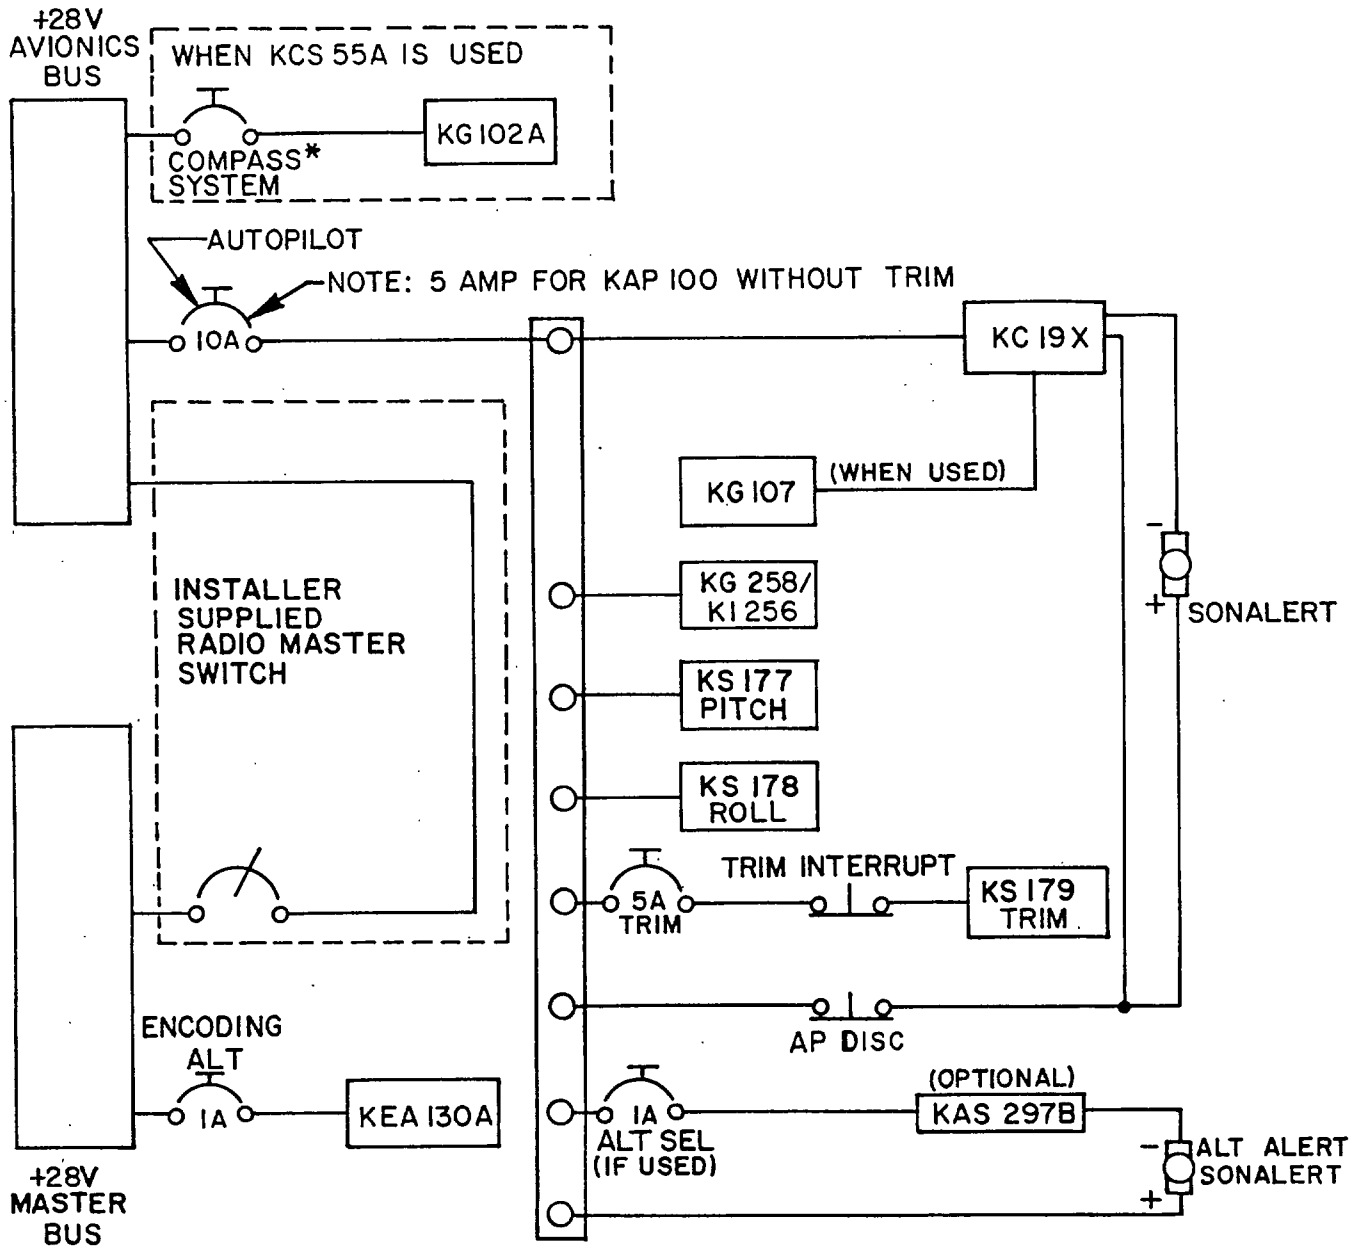 +28V
AVIONICS
BUS
WHEN KCS 55A IS USED
KG 102A
COMPASS*
SYSTEM
AUTOPILOT
NOTE: 5 AMP FOR KAP 100 WITHOUT TRIM
10A
KC 19X
KG 107
(WHEN USED)
-
+
SONALERT
KG 258/
KI 256
INSTALLER
SUPPLIED
RADIO MASTER
SWITCH
KS 177
PITCH
KS 178
ROLL
5A
TRIM
TRIM INTERRUPT
KS 179
TRIM
AP DISC
ENCODING
ALT
1A
KEA 130A
1A
ALT SEL
(IF USED)
(OPTIONAL)
KAS 297B
-
+
ALT ALERT
SONALERT
+28V
MASTER
BUS